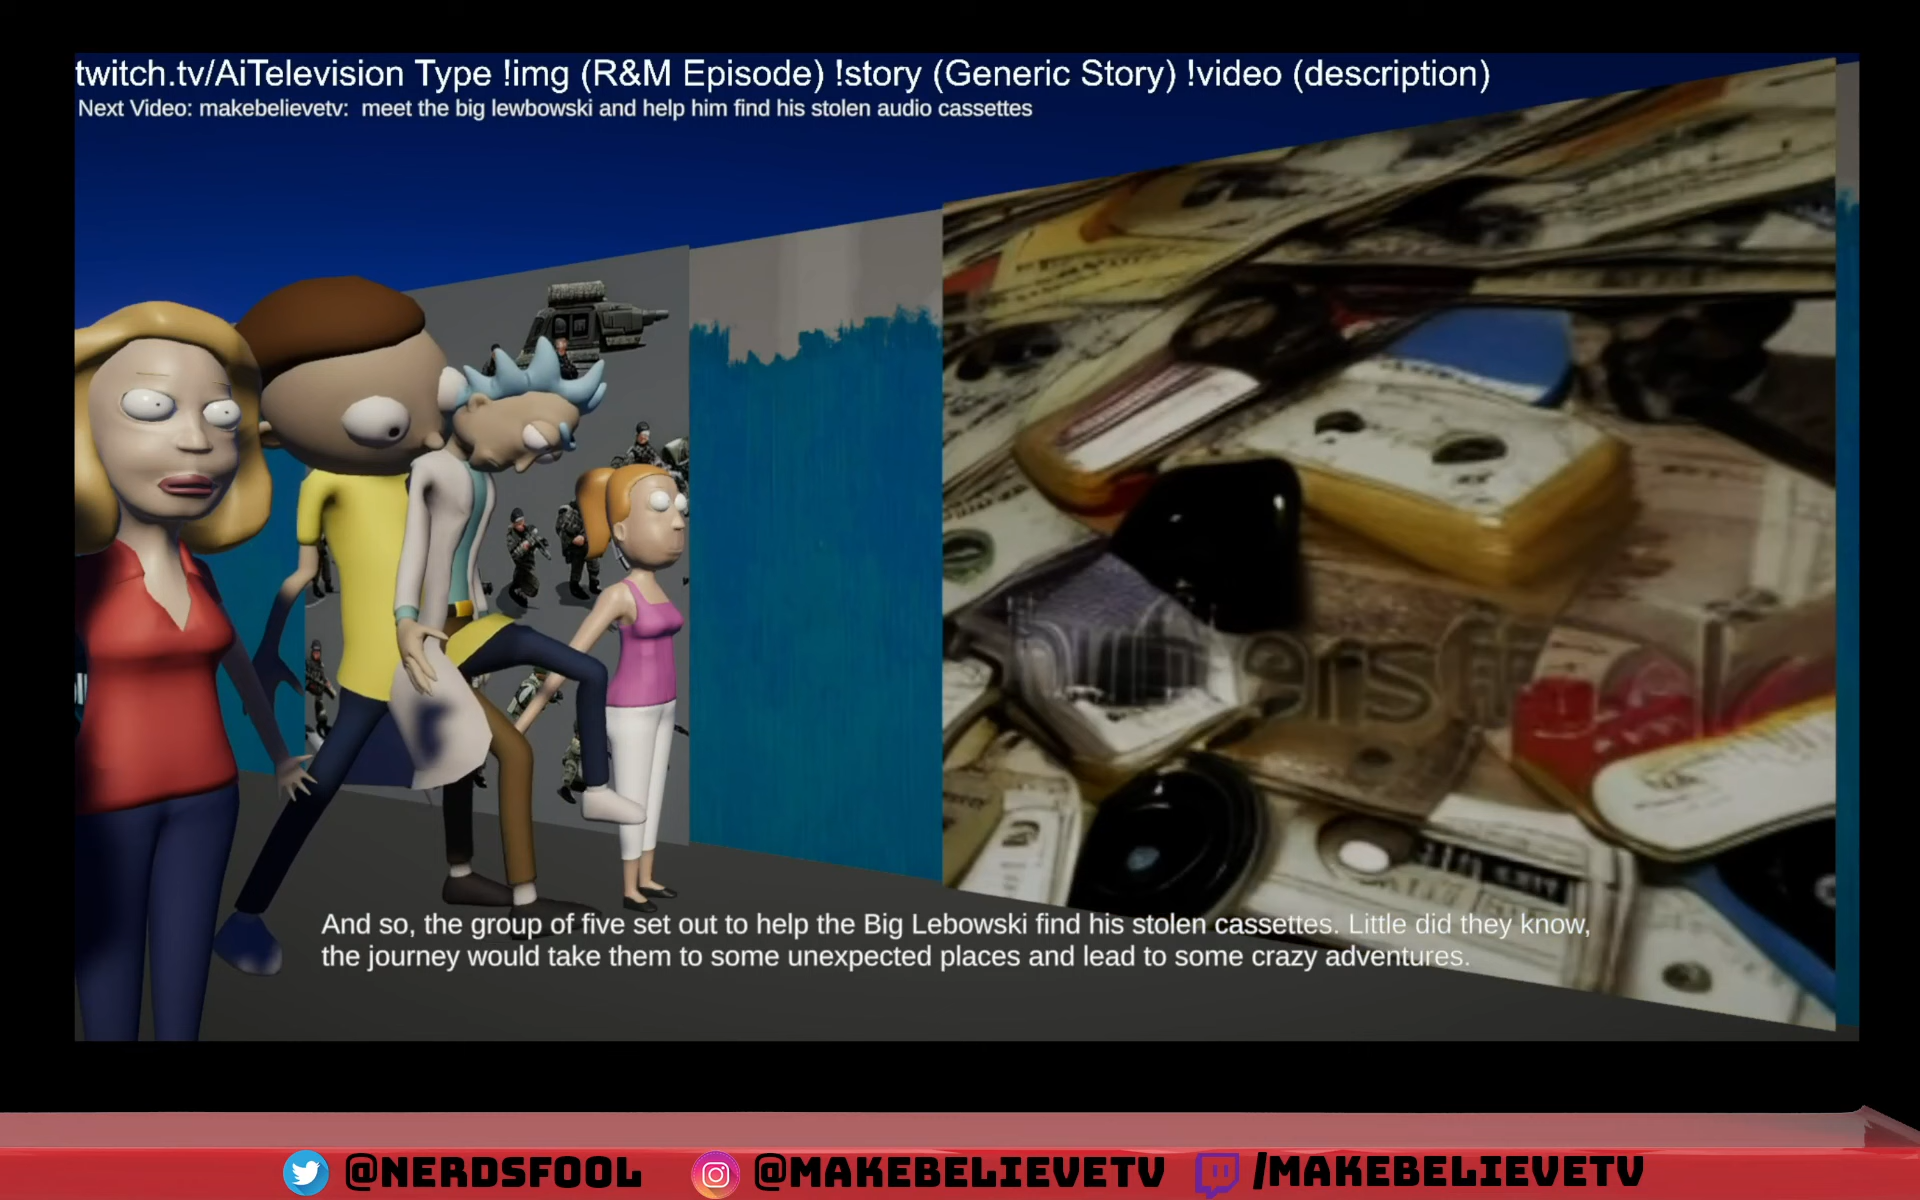 twitch.tv/AiTelevision Type !img (R&M Episode) !story (Generic Story) !video (description)
Next Video: makebelievetv:  meet the big lewbowski and help him find his stolen audio cassettes
And so, the group of five set out to help the Big Lebowski find his stolen cassettes. Little did they know,
the journey would take them to some unexpected places and lead to some crazy adventures.
@NERDSFOOL @MAKEBELIEVETV /MAKEBELIEVETV